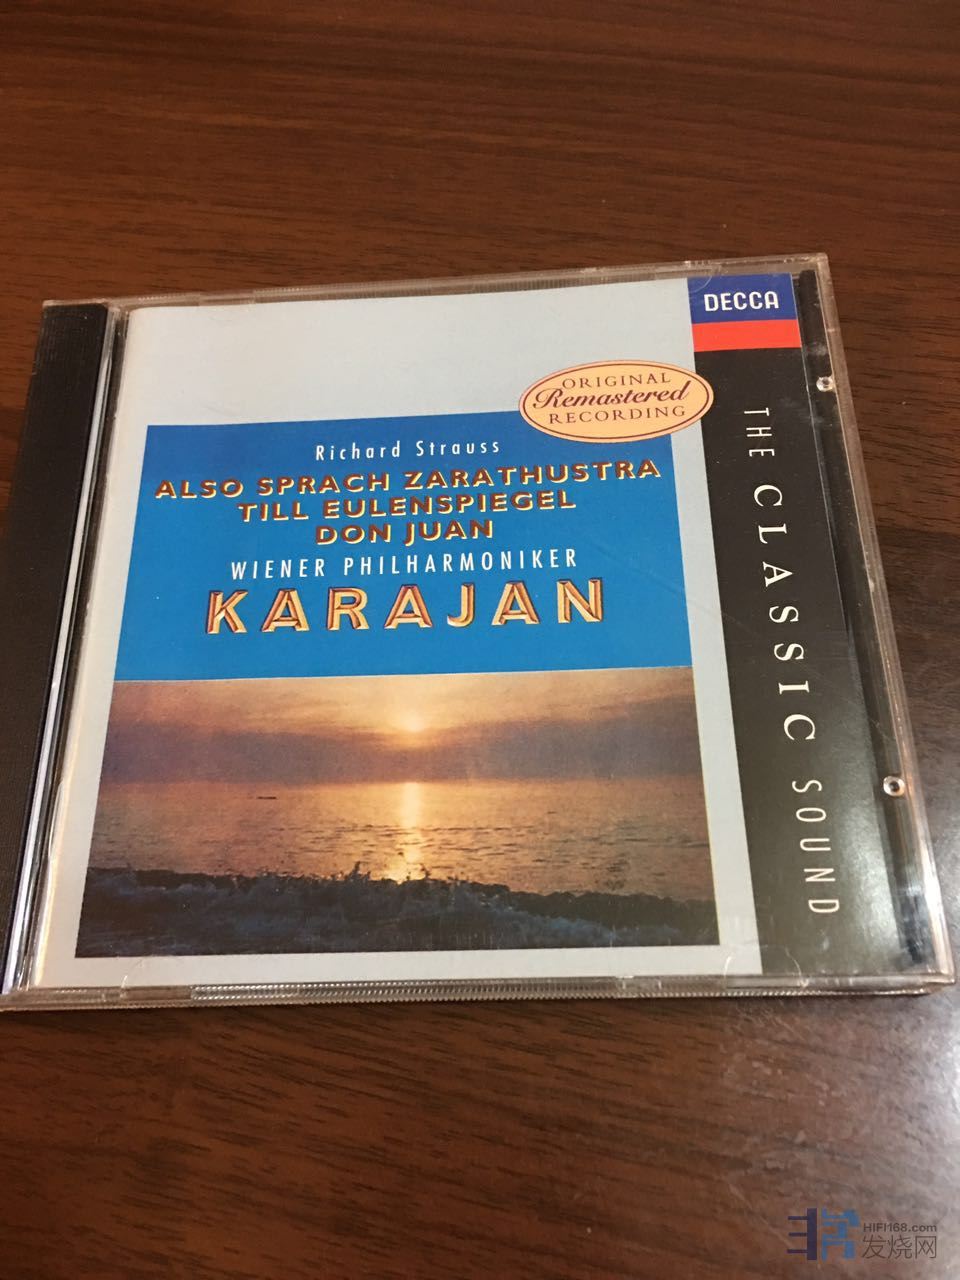 DECCA
ORIGINAL
Remastered
RECORDING
Richard Strauss
ALSO SPRACH ZARATHUSTRA
TILL EULENSPIEGEL
DON JUAN
WIENER PHILHARMONIKER
KARAJAN
THE CLASSIC SOUND
HIFI168.com
发烧网